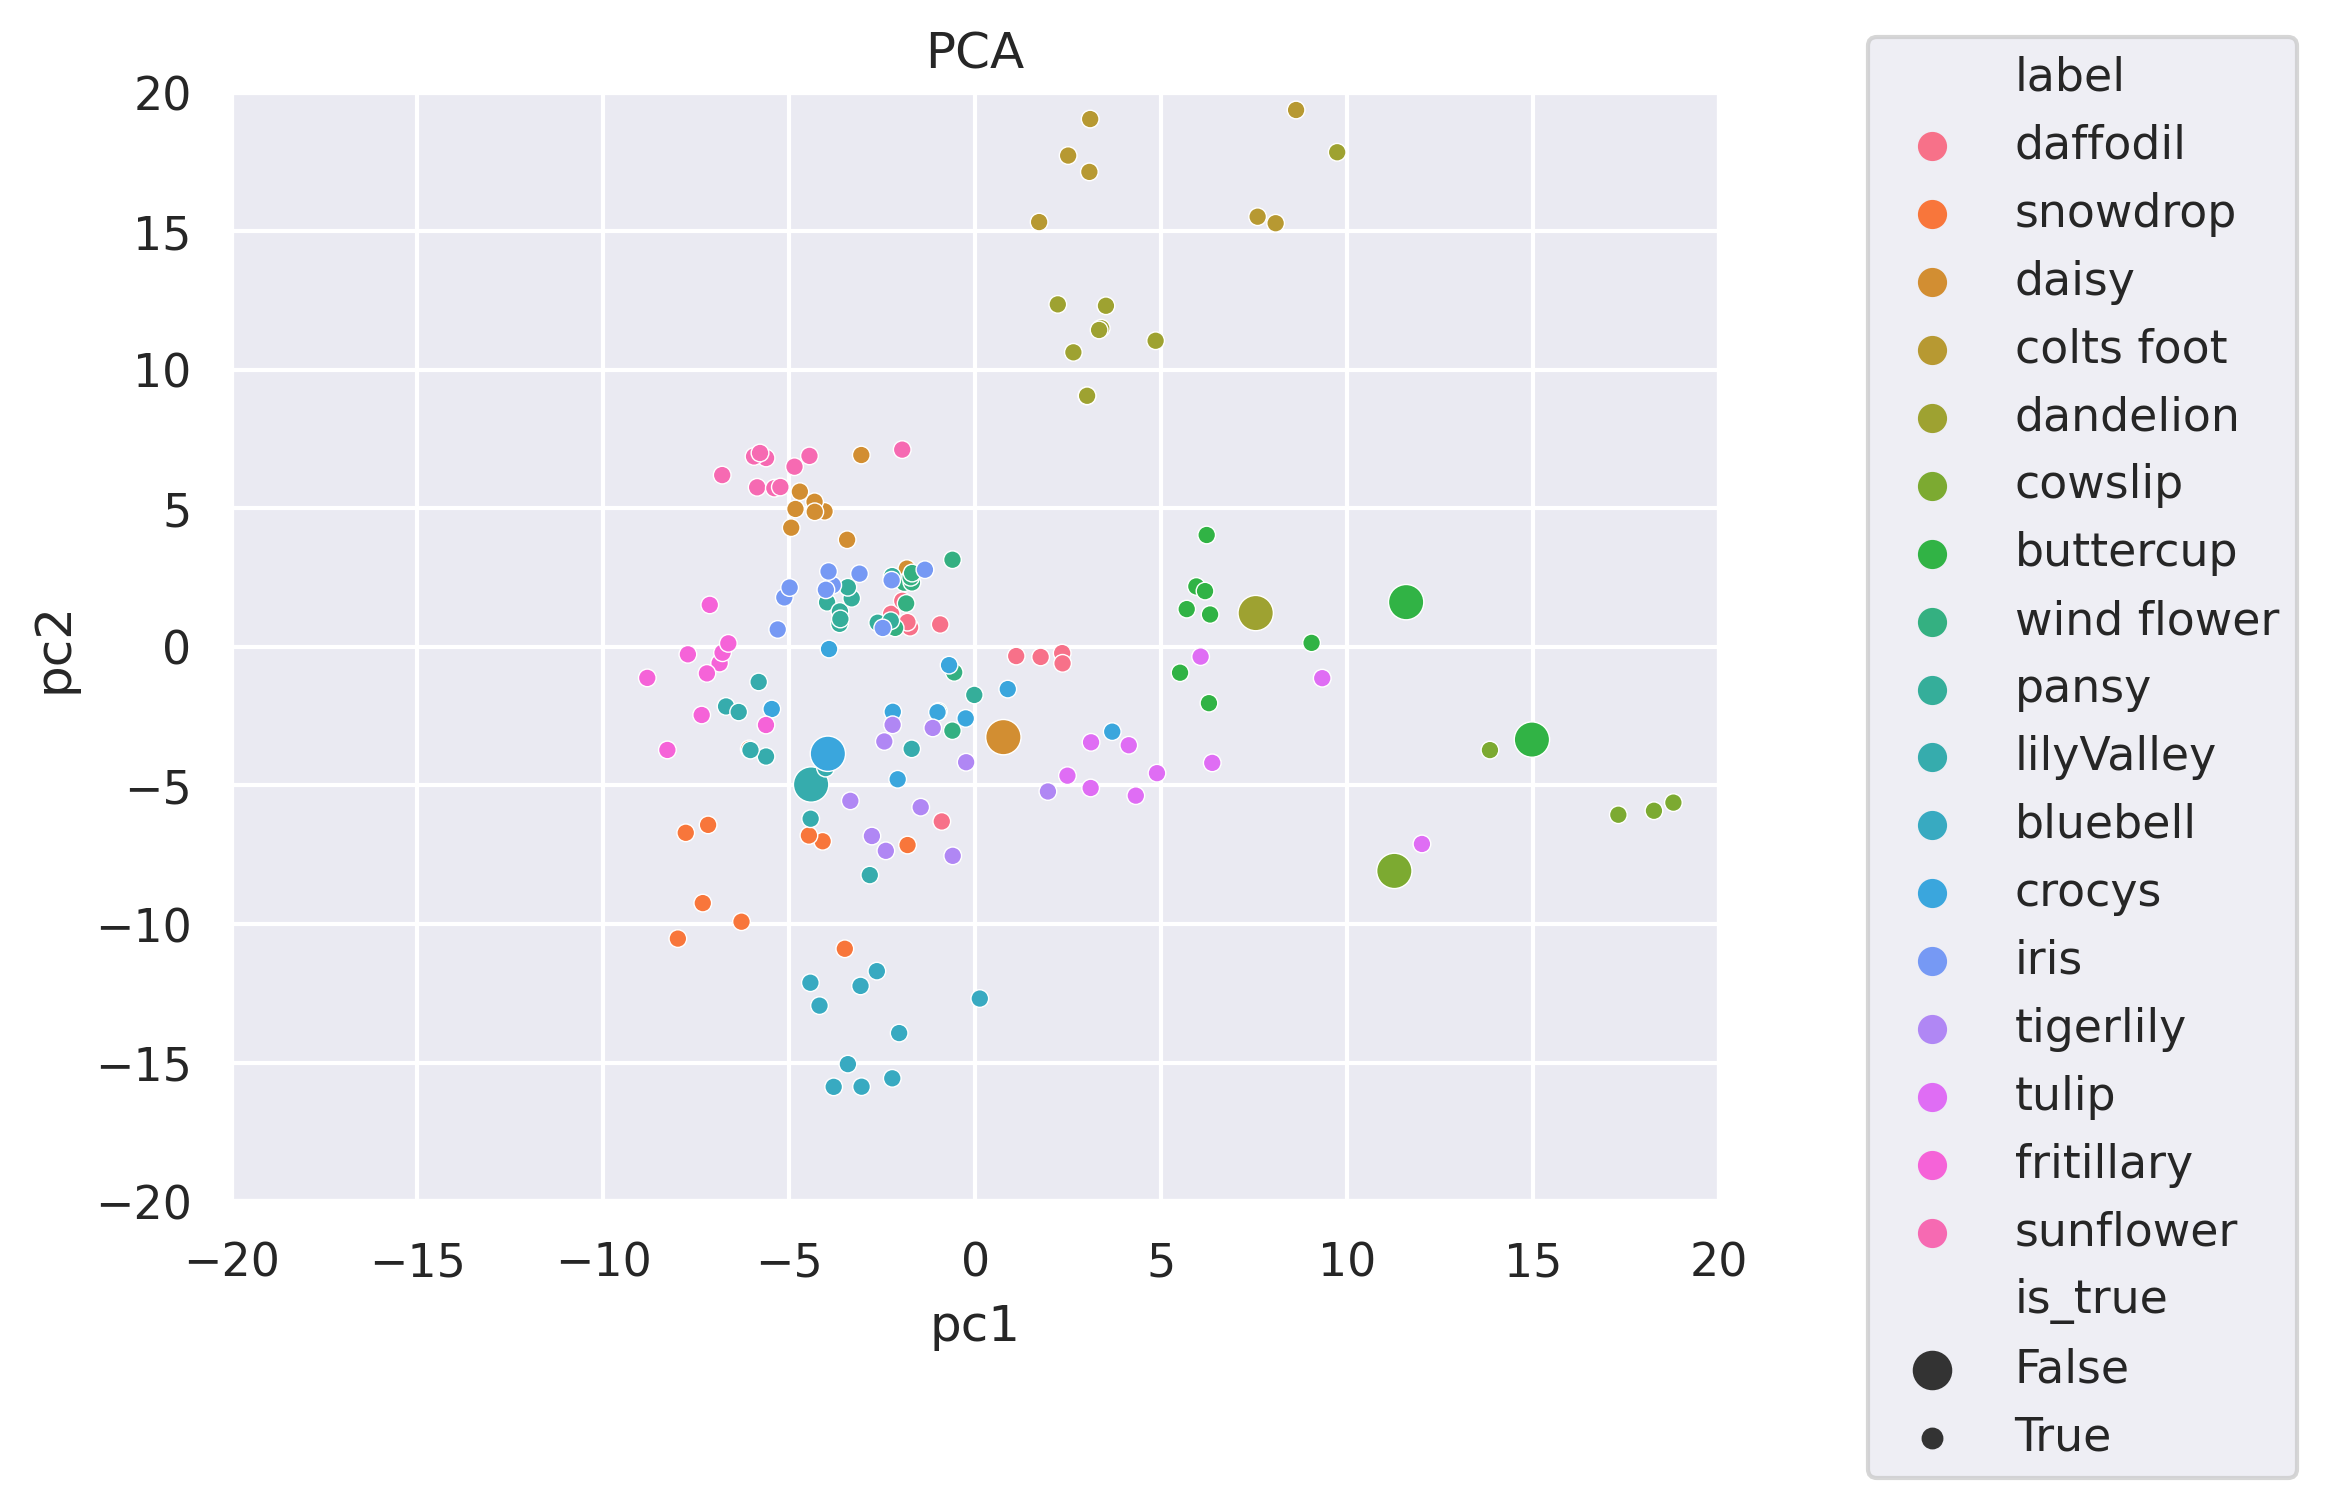 PCA
20
15
10
5
0
−5
−10
−15
−20
pc2
−20 −15 −10 −5 0 5 10 15 20
pc1
label
daffodil
snowdrop
daisy
colts foot
dandelion
cowslip
buttercup
wind flower
pansy
lilyValley
bluebell
crocys
iris
tigerlily
tulip
fritillary
sunflower
is_true
False
True